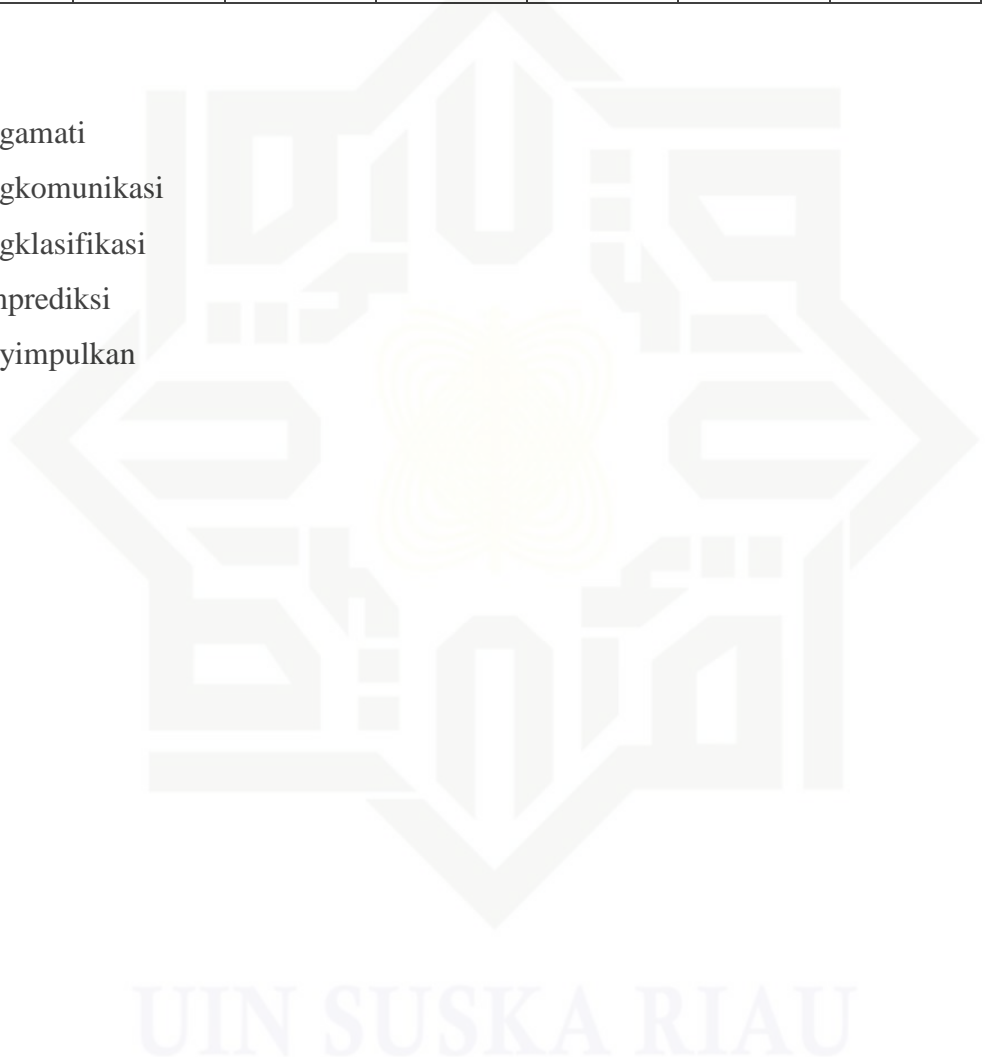 gamati
gkomunikasi
gklasifikasi
nprediksi
yimpulkan
UIN SUSKA RIAU